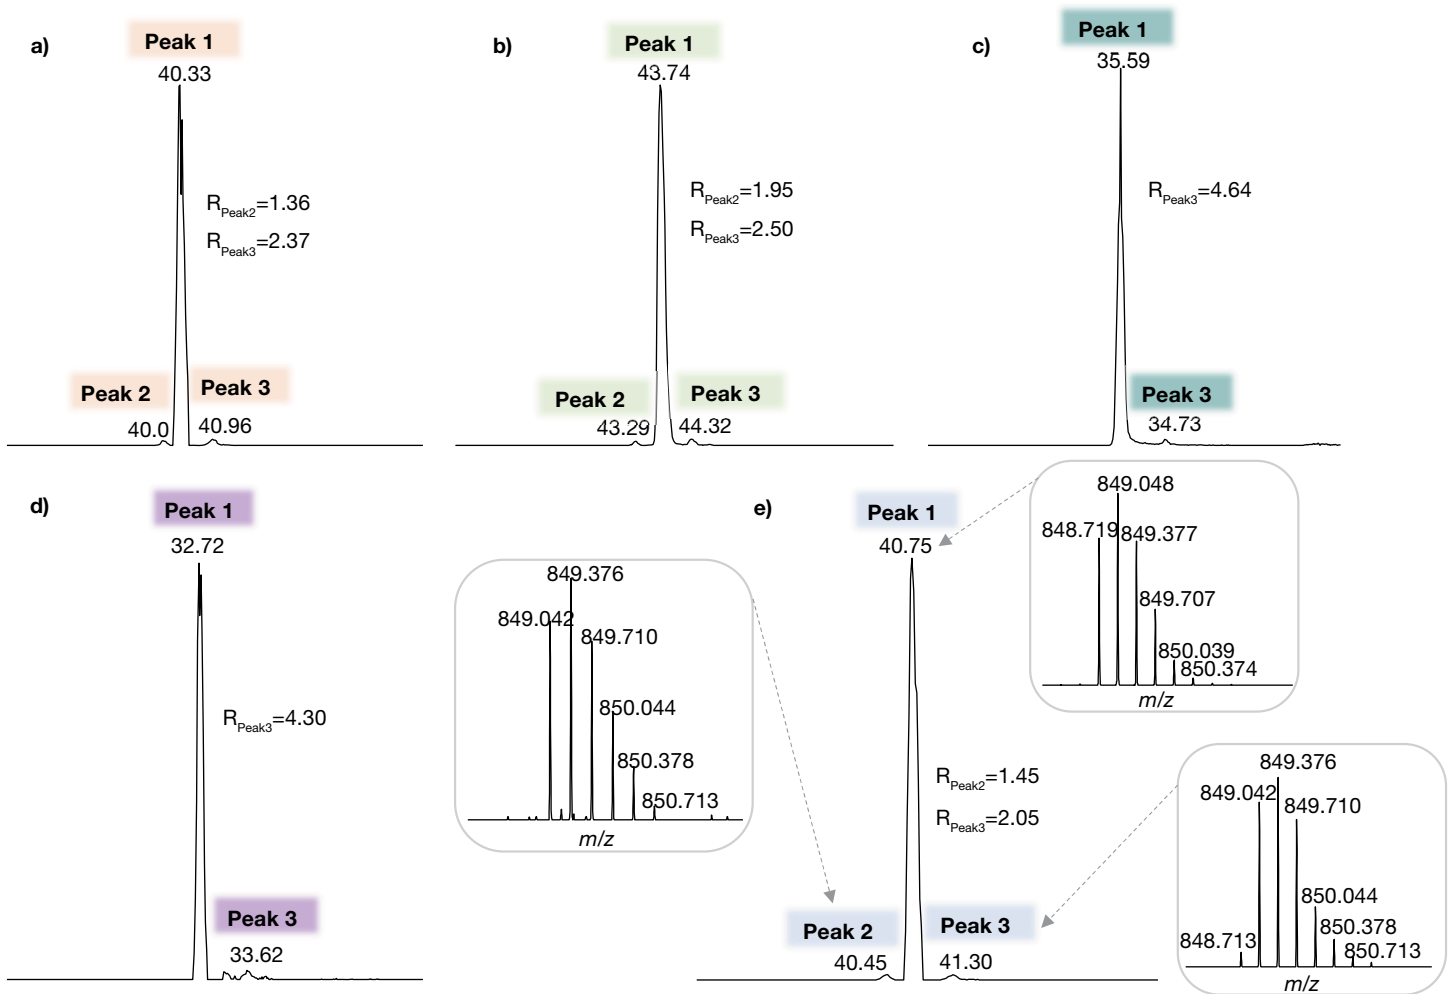 a)
Peak 1
40.33
R_Peak2=1.36
R_Peak3=2.37
Peak 2
Peak 3
40.0
40.96
b)
Peak 1
43.74
R_Peak2=1.95
R_Peak3=2.50
Peak 2
Peak 3
43.29
44.32
c)
Peak 1
35.59
R_Peak3=4.64
Peak 3
34.73
d)
Peak 1
32.72
R_Peak3=4.30
Peak 3
33.62
849.376
849.042
849.710
850.044
850.378
850.713
m/z
e)
Peak 1
40.75
R_Peak2=1.45
R_Peak3=2.05
Peak 2
Peak 3
40.45
41.30
849.048
848.719
849.377
849.707
850.039
850.374
m/z
849.376
849.042
849.710
850.044
850.378
848.713
850.713
m/z